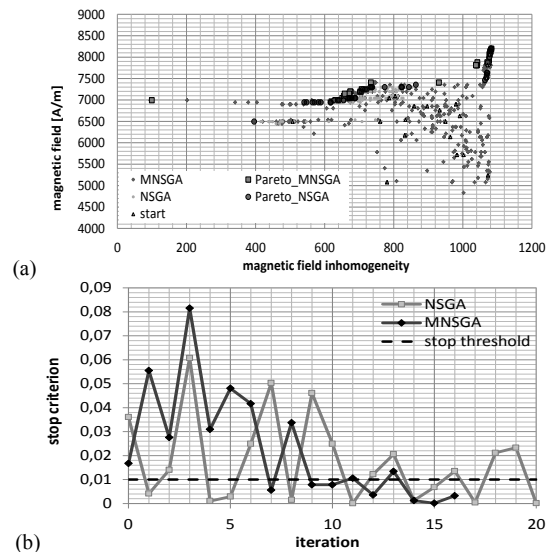 (a)
magnetic field [A/m]
9000
8500
8000
7500
7000
6500
6000
5500
5000
4500
4000
MNSGA
Pareto_MNSGA
NSGA
Pareto_NSGA
start
0 200 400 600 800 1000 1200
magnetic field inhomogeneity
(b)
stop criterion
0,09
0,08
0,07
0,06
0,05
0,04
0,03
0,02
0,01
0
NSGA
MNSGA
stop threshold
0 5 10 15 20
iteration